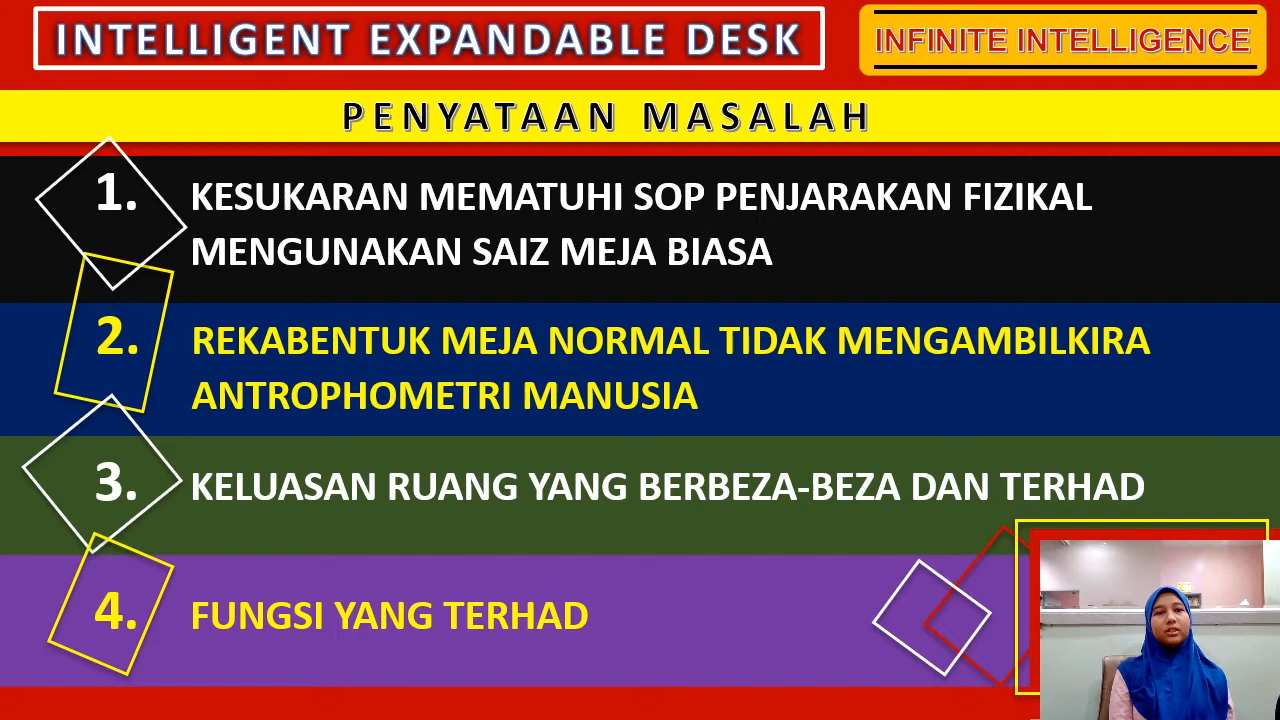 INTELLIGENT EXPANDABLE DESK
INFINITE INTELLIGENCE
PENYATAAN MASALAH
1. KESUKARAN MEMATUHI SOP PENJARAKAN FIZIKAL
MENGUNAKAN SAIZ MEJA BIASA
2. REKABENTUK MEJA NORMAL TIDAK MENGAMBILKIRA
ANTROPHOMETRI MANUSIA
3. KELUASAN RUANG YANG BERBEZA-BEZA DAN TERHAD
4. FUNGSI YANG TERHAD